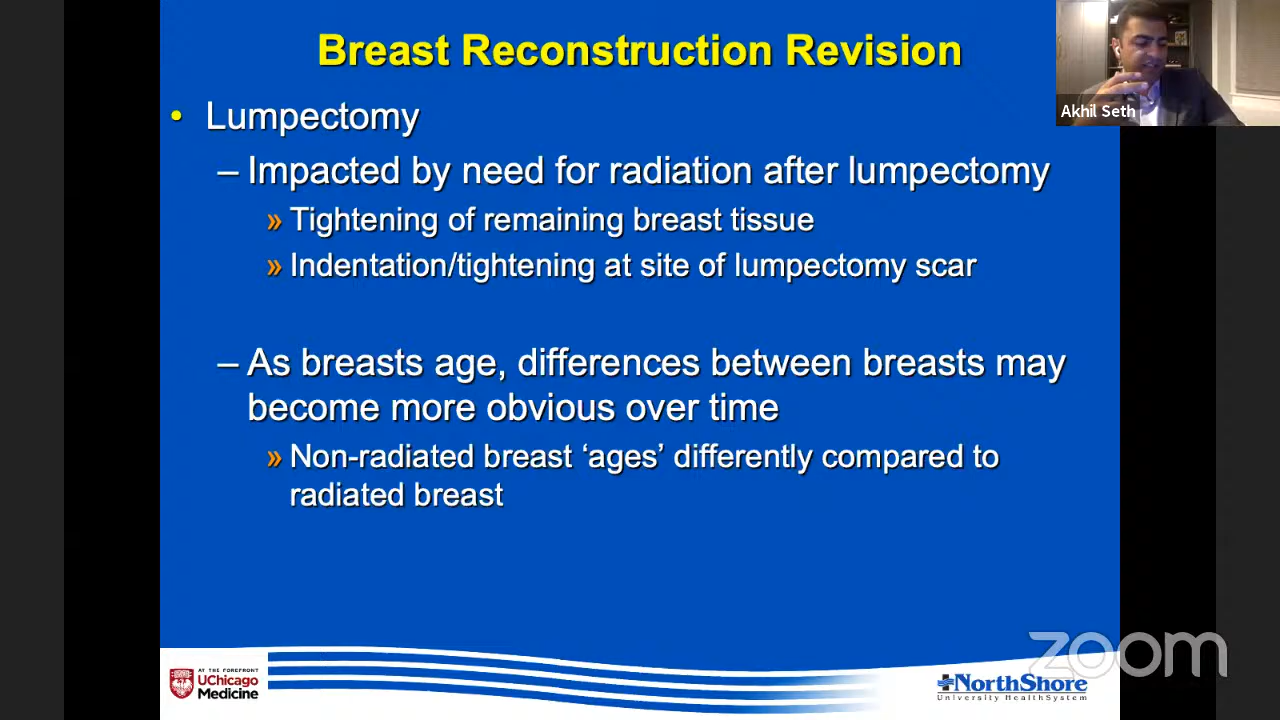 Breast Reconstruction Revision
Akhil Seth
• Lumpectomy
– Impacted by need for radiation after lumpectomy
» Tightening of remaining breast tissue
» Indentation/tightening at site of lumpectomy scar
– As breasts age, differences between breasts may
become more obvious over time
» Non-radiated breast ‘ages’ differently compared to
radiated breast
zoom
AT THE FOREFRONT
UChicago
Medicine
NorthShore
University HealthSystem